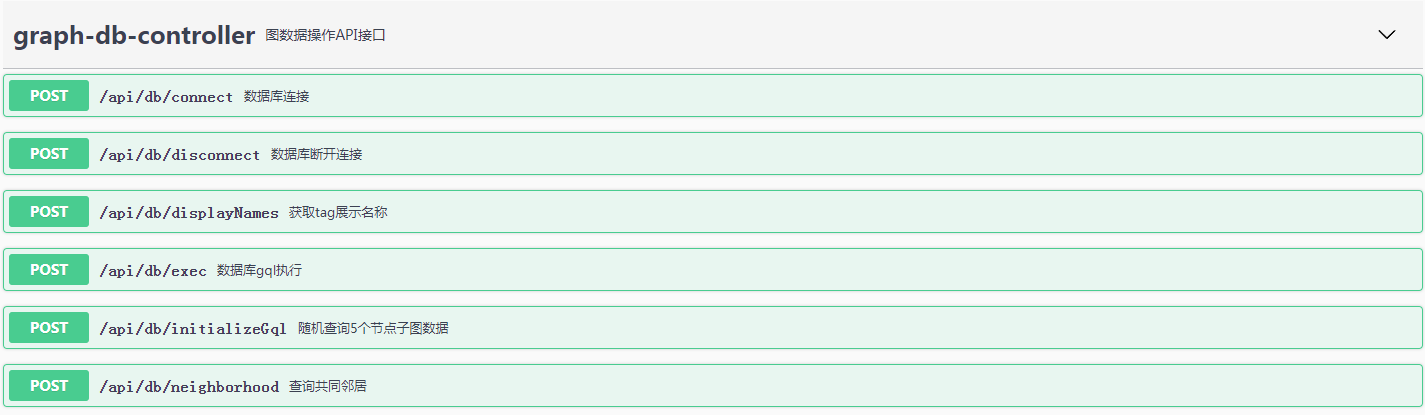 graph-db-controller 图数据操作API接口
POST /api/db/connect 数据库连接
POST /api/db/disconnect 数据库断开连接
POST /api/db/displayNames 获取tag展示名称
POST /api/db/exec 数据库gql执行
POST /api/db/initializeGql 随机查询5个节点子图数据
POST /api/db/neighborhood 查询共同邻居